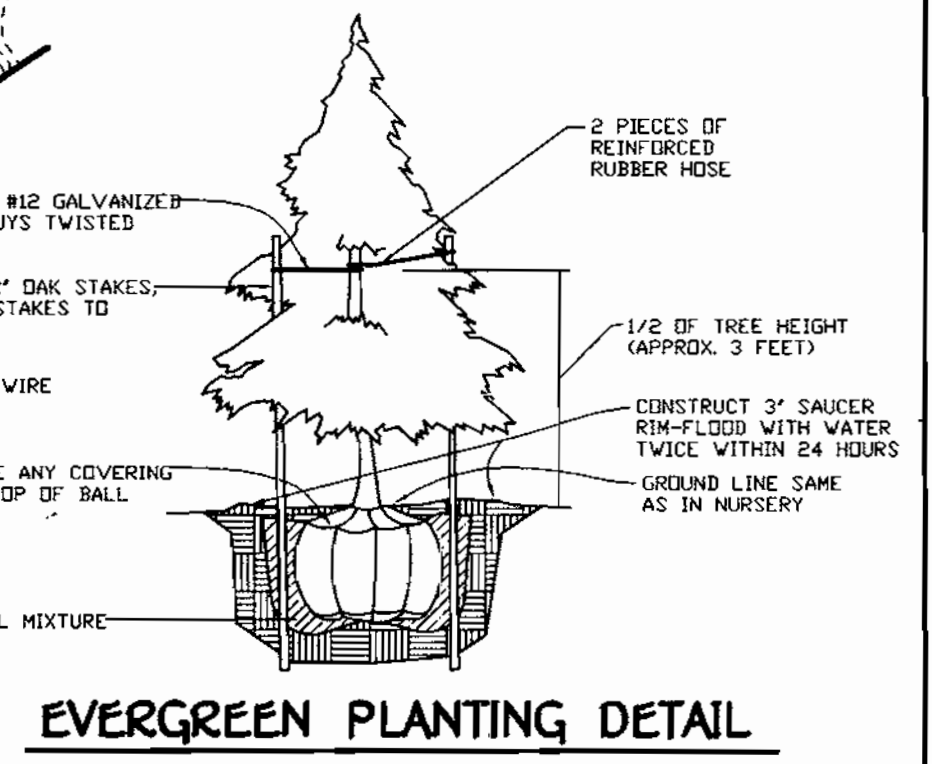 2 PIECES OF
REINFORCED
RUBBER HOSE
#12 GALVANIZED
TWISTED
OAK STAKES,
STAKES TO
1/2 OF TREE HEIGHT
(APPROX. 3 FEET)
WIRE
CONSTRUCT 3" SAUCER
RIM-FLOOD WITH WATER
TWICE WITHIN 24 HOURS
ANY COVERING
OF BALL
GROUND LINE SAME
AS IN NURSERY
MIXTURE
EVERGREEN PLANTING DETAIL